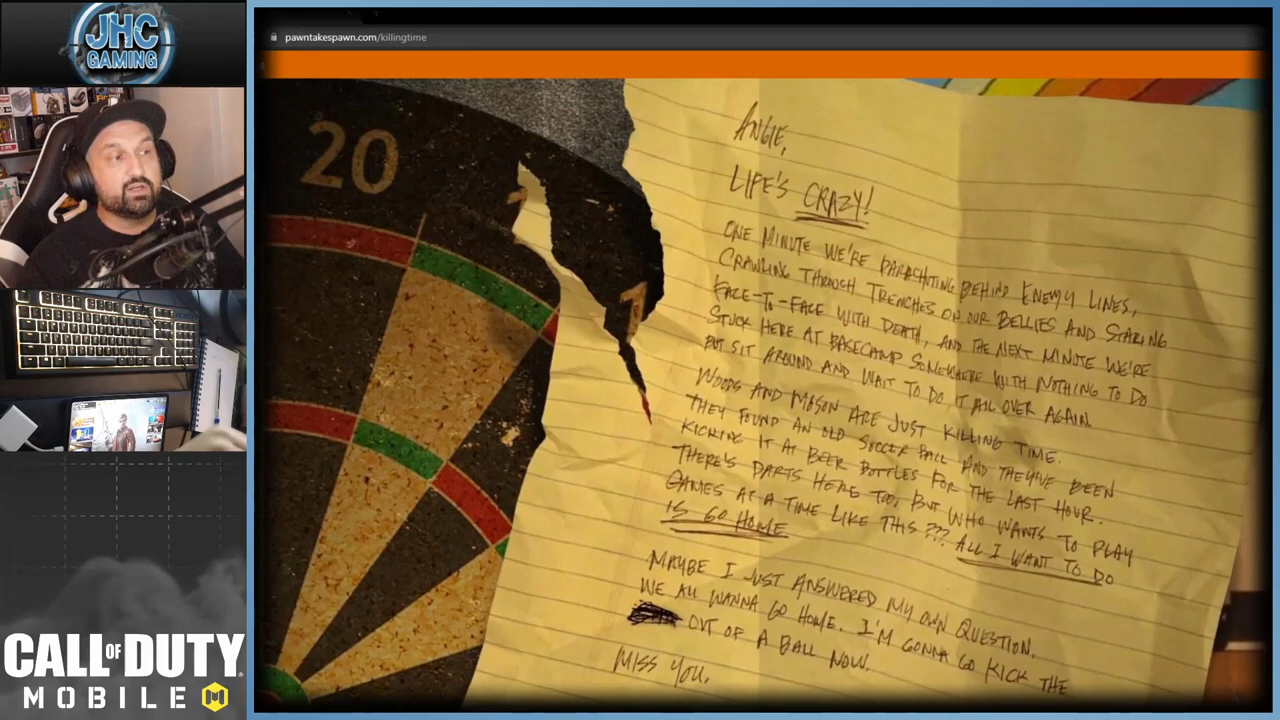 JHC
GAMING
pawntakespawn.com/killingtime
20
1
ANGIE,
LIFE'S CRAZY!
ONE MINUTE WE'RE PARACHUTING BEHIND ENEMY LINES,
CRAWLING THROUGH TRENCHES ON OUR BELLIES AND STARING
FACE-TO-FACE WITH DEATH, AND THE NEXT MINUTE WE'RE
STUCK HERE AT BASECAMP SOMEWHERE WITH NOTHING TO DO
BUT SIT AROUND AND WAIT TO DO IT ALL OVER AGAIN
WOODS AND MASON ARE JUST KILLING TIME.
THEY FOUND AN OLD SOCCER BALL AND THEY'VE BEEN
KICKING IT AT BEER BOTTLES FOR THE LAST HOUR.
THERE'S DARTS HERE TOO, BUT WHO WANTS TO PLAY
GAMES AT A TIME LIKE THIS??? ALL I WANT TO DO
IS GO HOME
MAYBE I JUST ANSWERED MY OWN QUESTION.
WE ALL WANNA GO HOME. I'M GONNA GO KICK THE
OUT OF A BALL NOW.
MISS YOU.
CALL OF DUTY
MOBILE